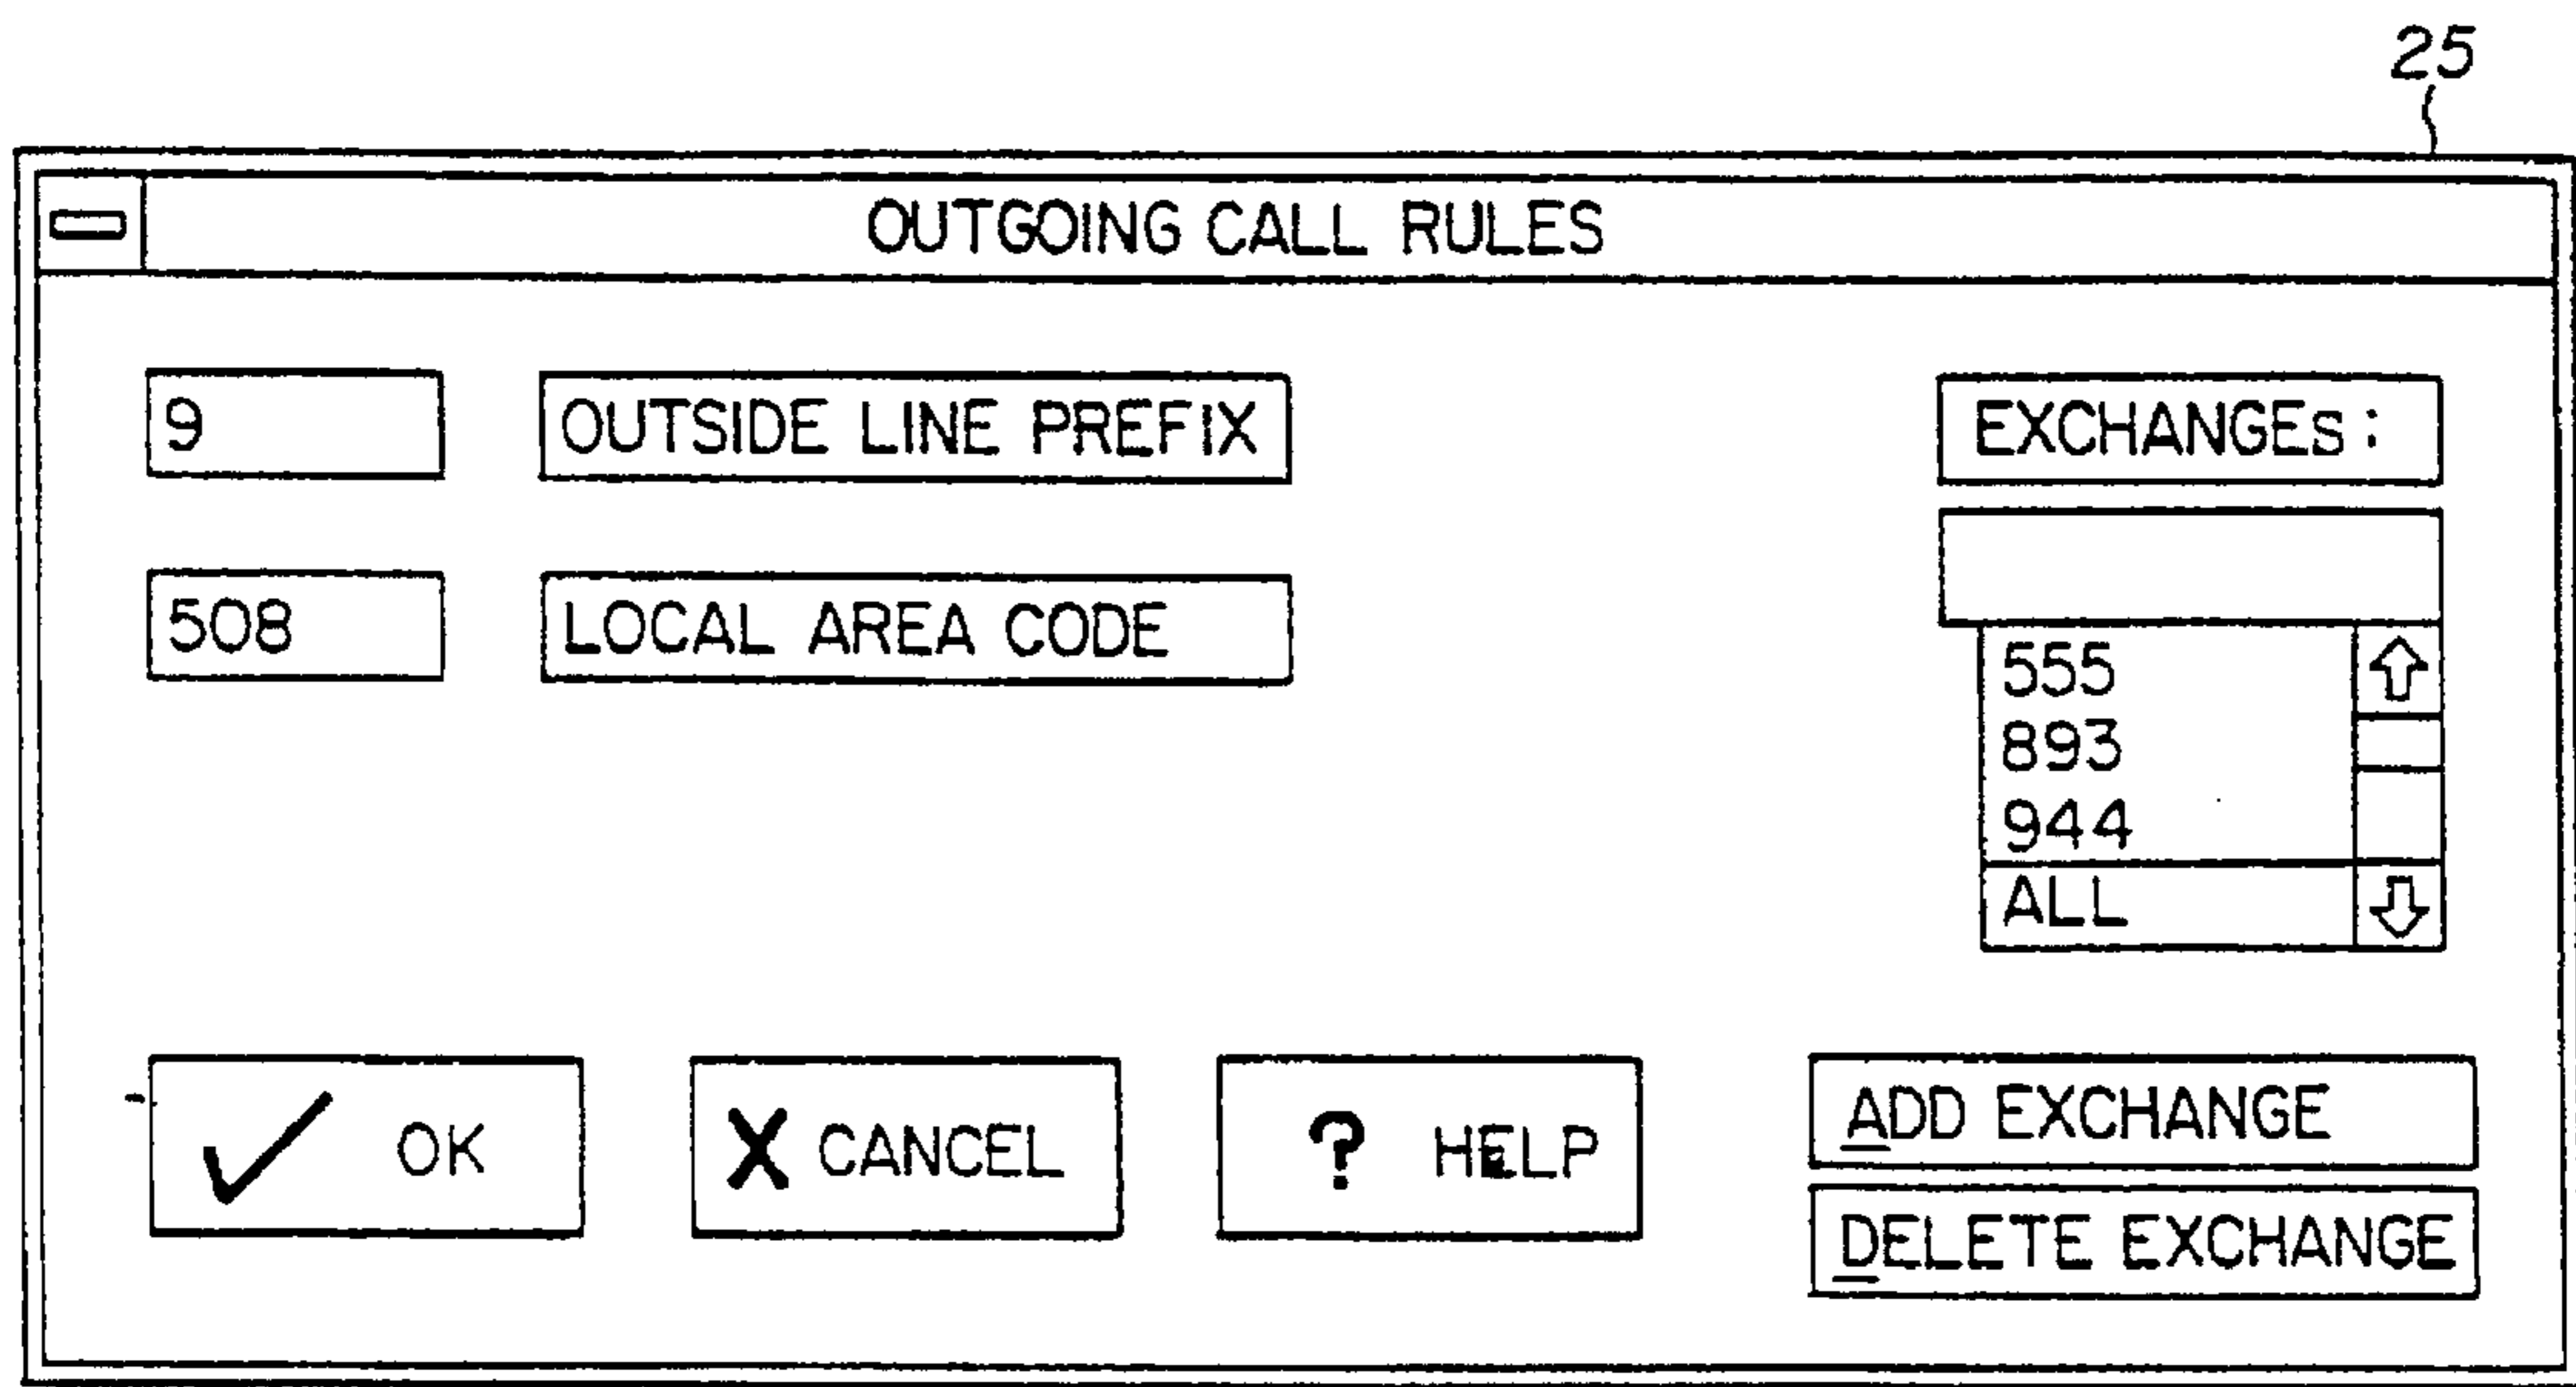 25
OUTGOING CALL RULES
9
OUTSIDE LINE PREFIX
508
LOCAL AREA CODE
EXCHANGEs:
555
893
944
ALL
OK
X CANCEL
? HELP
ADD EXCHANGE
DELETE EXCHANGE